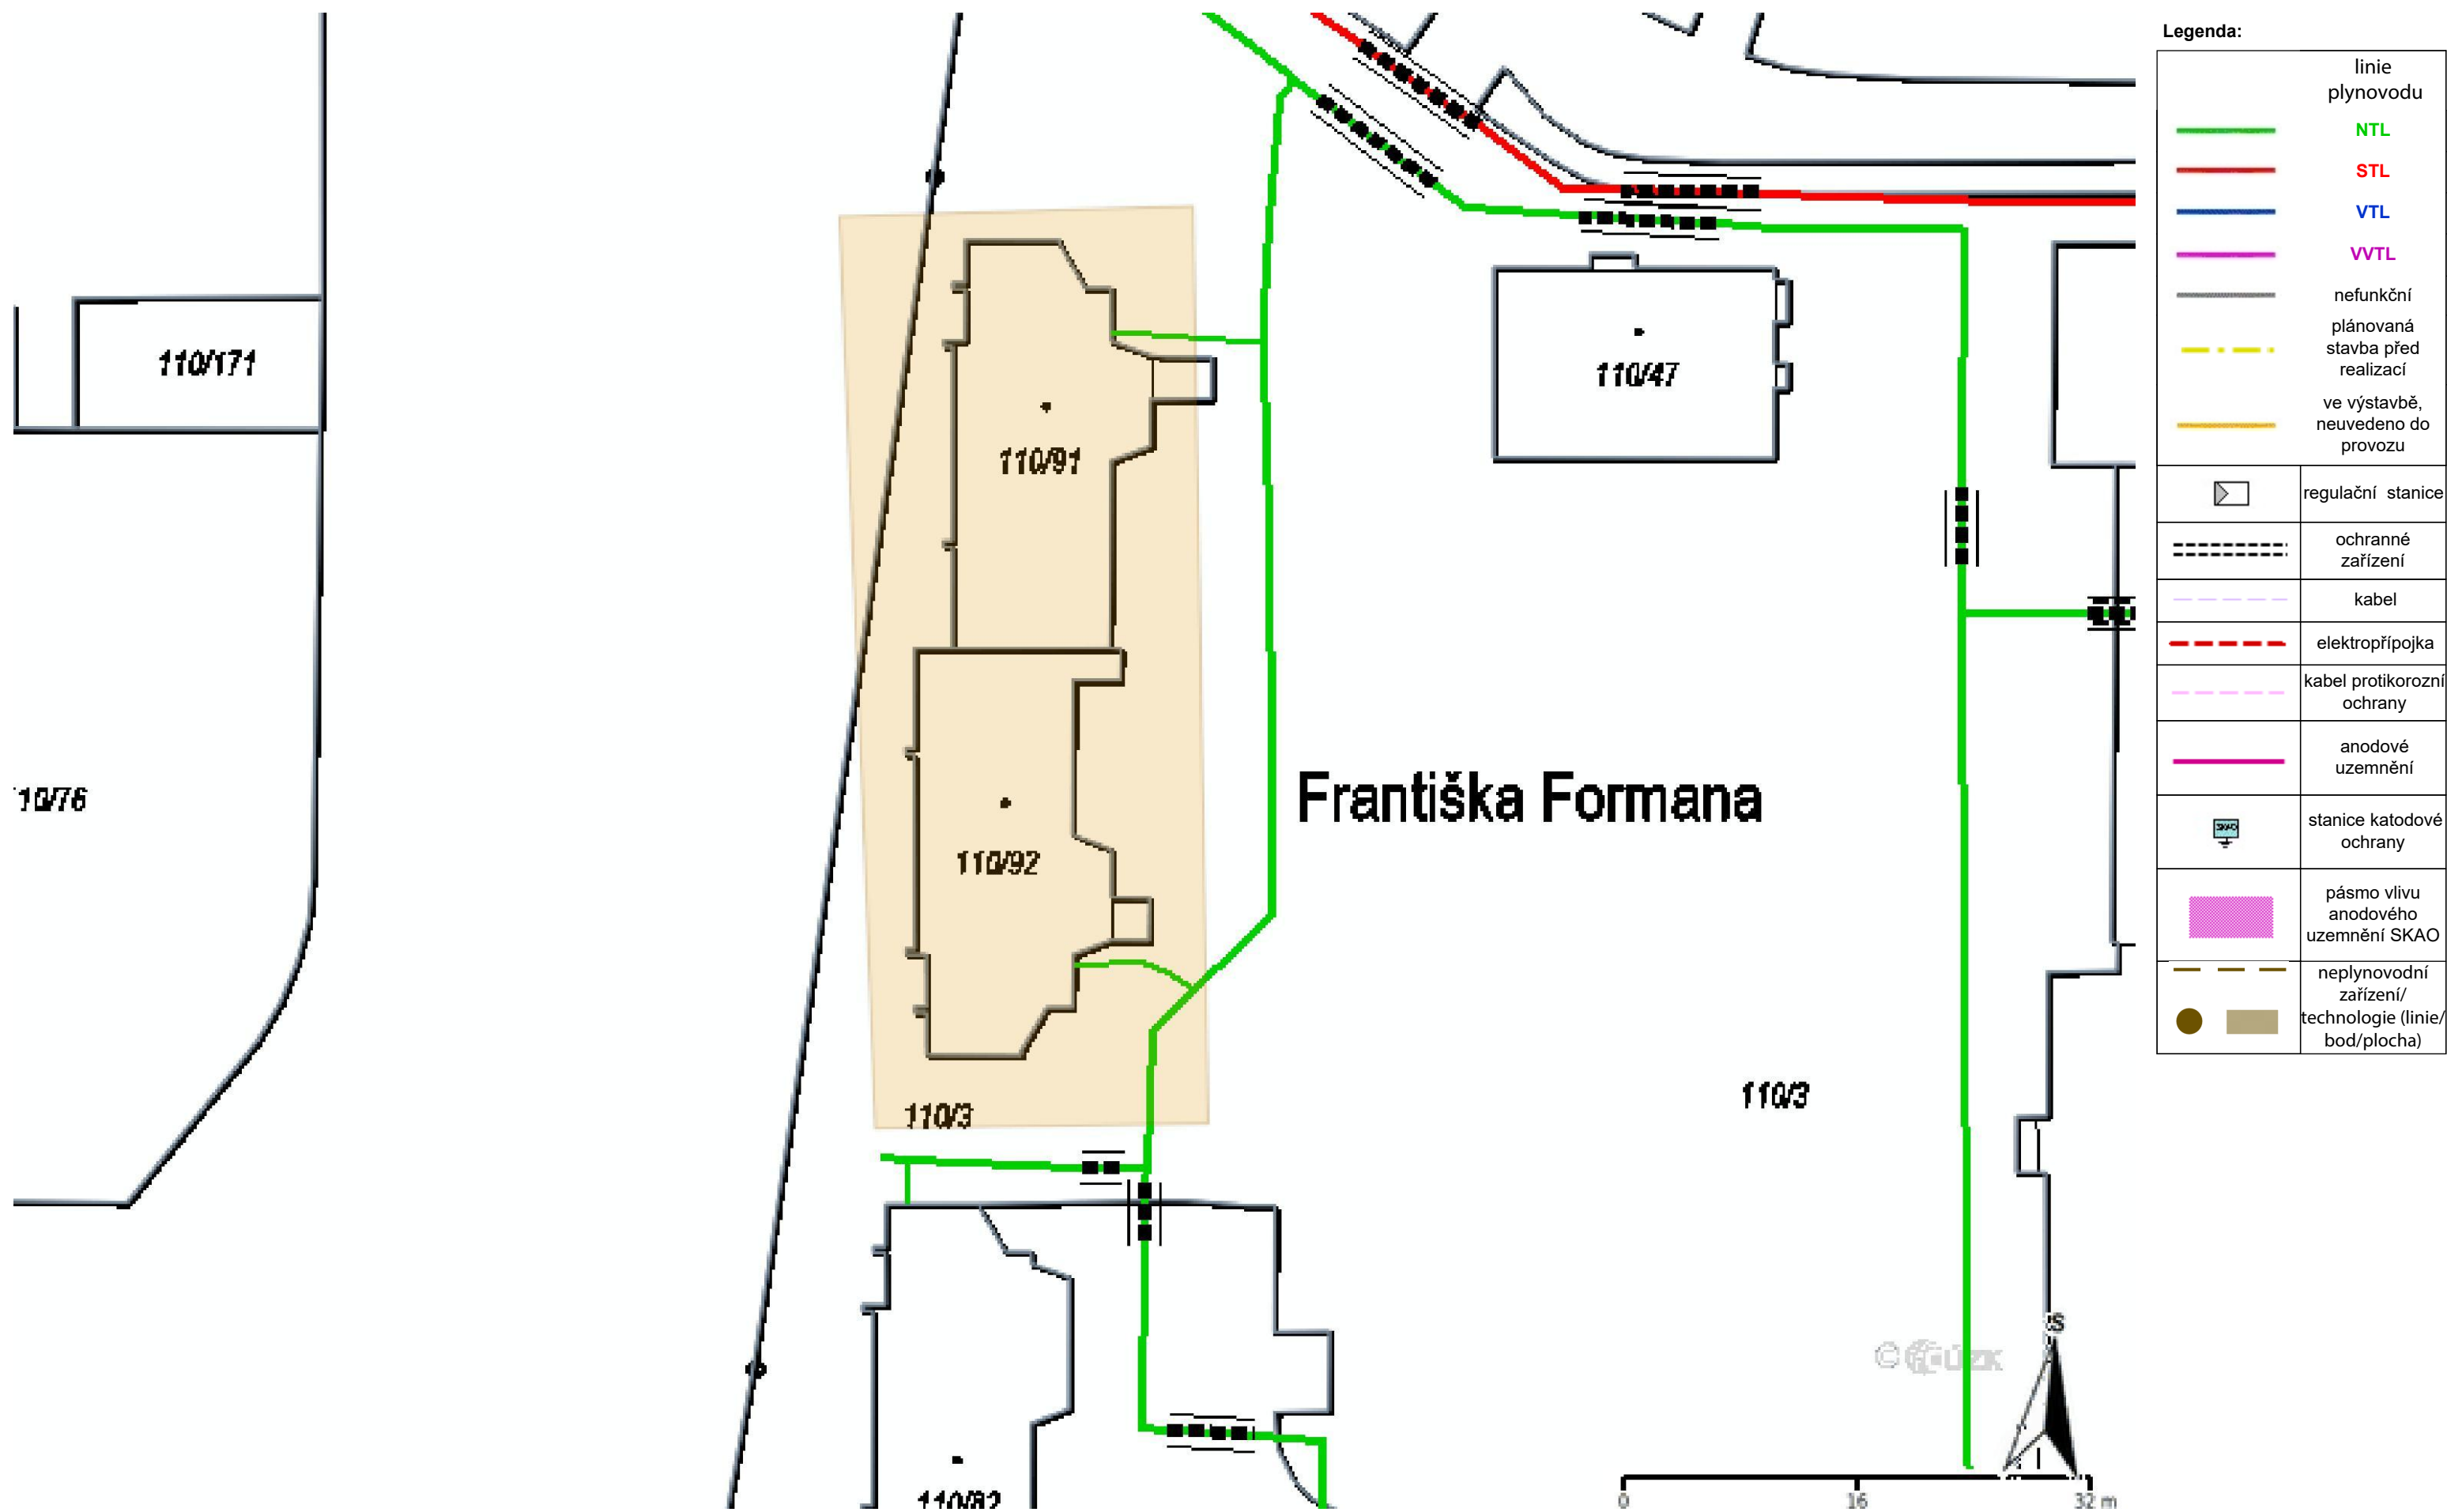 110/171
110/91
110/47
10/76
Františka Formana
110/92
110/3
110/3
110/82
© ČÚZK
S
0 16 32 m
Legenda:
linie
plynovodu
NTL
STL
VTL
VVTL
nefunkční
plánovaná
stavba před
realizací
ve výstavbě,
neuvedeno do
provozu
regulační stanice
ochranné
zařízení
kabel
elektropřípojka
kabel protikorozní
ochrany
anodové
uzemnění
SKAO
stanice katodové
ochrany
pásmo vlivu
anodového
uzemnění SKAO
neplynovodní
zařízení/
technologie (linie/
bod/plocha)